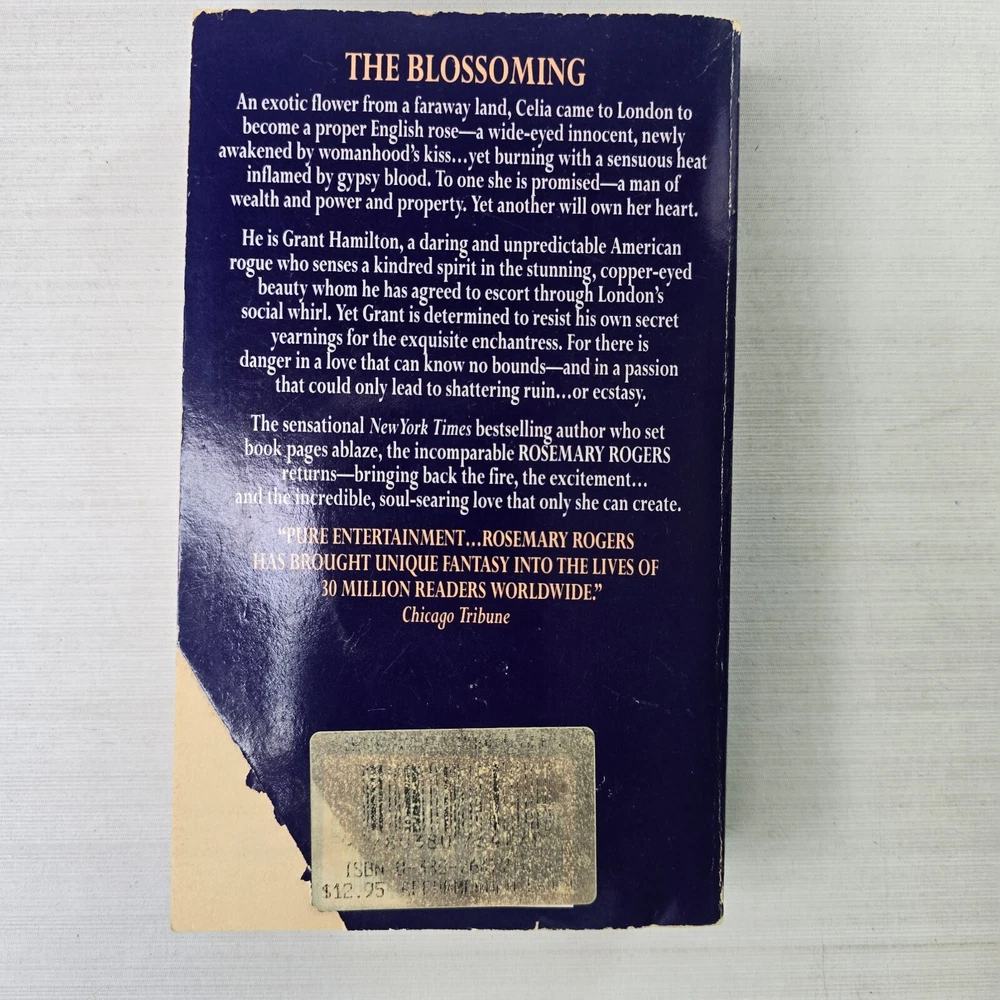 THE BLOSSOMING
An exotic flower from a faraway land, Celia came to London to
become a proper English rose—a wide-eyed innocent, newly
awakened by womanhood's kiss...yet burning with a sensuous heat
inflamed by gypsy blood. To one she is promised—a man of
wealth and power and property. Yet another will own her heart.
He is Grant Hamilton, a daring and unpredictable American
rogue who senses a kindred spirit in the stunning, copper-eyed
beauty whom he has agreed to escort through London's
social whirl. Yet Grant is determined to resist his own secret
yearnings for the exquisite enchantress. For there is
danger in a love that can know no bounds—and in a passion
that could only lead to shattering ruin...or ecstasy.
The sensational New York Times bestselling author who set
book pages ablaze, the incomparable ROSEMARY ROGERS
returns—bringing back the fire, the excitement...
and the incredible, soul-searing love that only she can create.
"PURE ENTERTAINMENT...ROSEMARY ROGERS
HAS BROUGHT UNIQUE FANTASY INTO THE LIVES OF
30 MILLION READERS WORLDWIDE."
Chicago Tribune
ISBN
$12.95